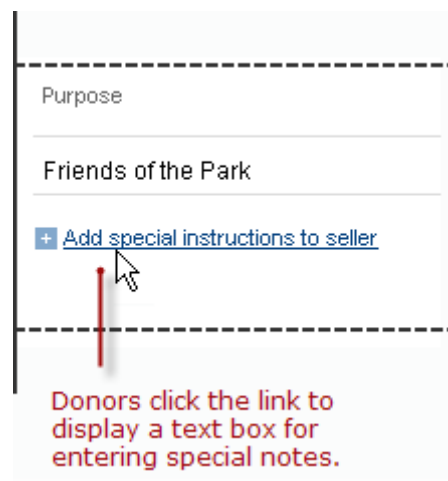 Purpose
Friends of the Park
Add special instructions to seller
Donors click the link to
display a text box for
entering special notes.